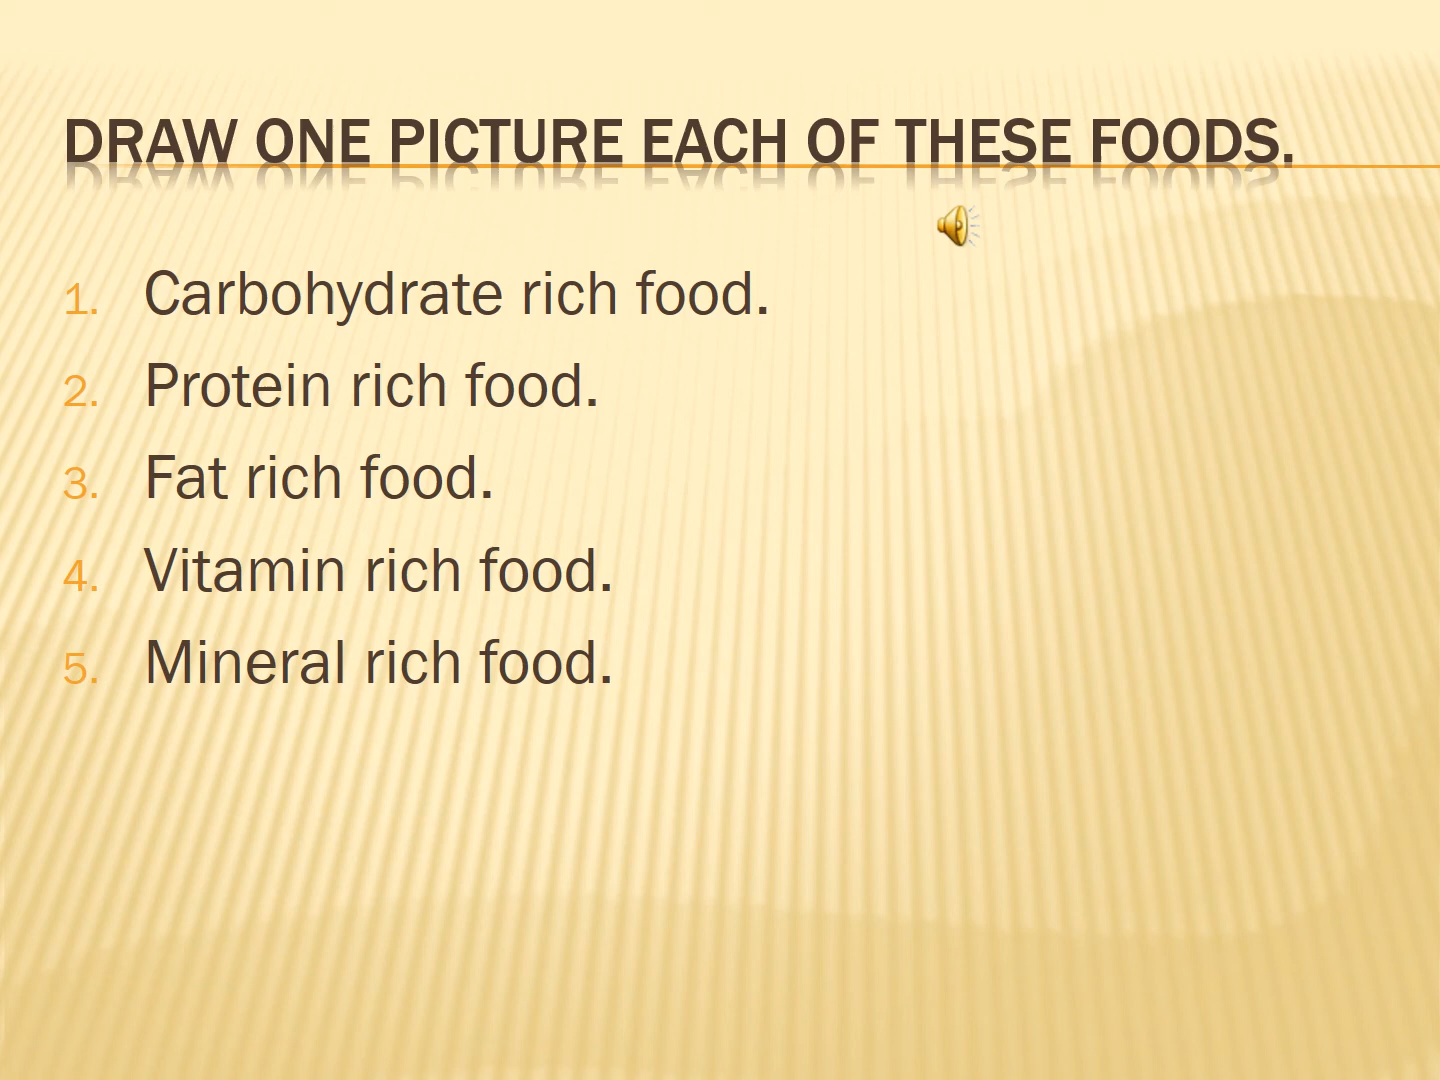 DRAW ONE PICTURE EACH OF THESE FOODS.
1. Carbohydrate rich food.
2. Protein rich food.
3. Fat rich food.
4. Vitamin rich food.
5. Mineral rich food.